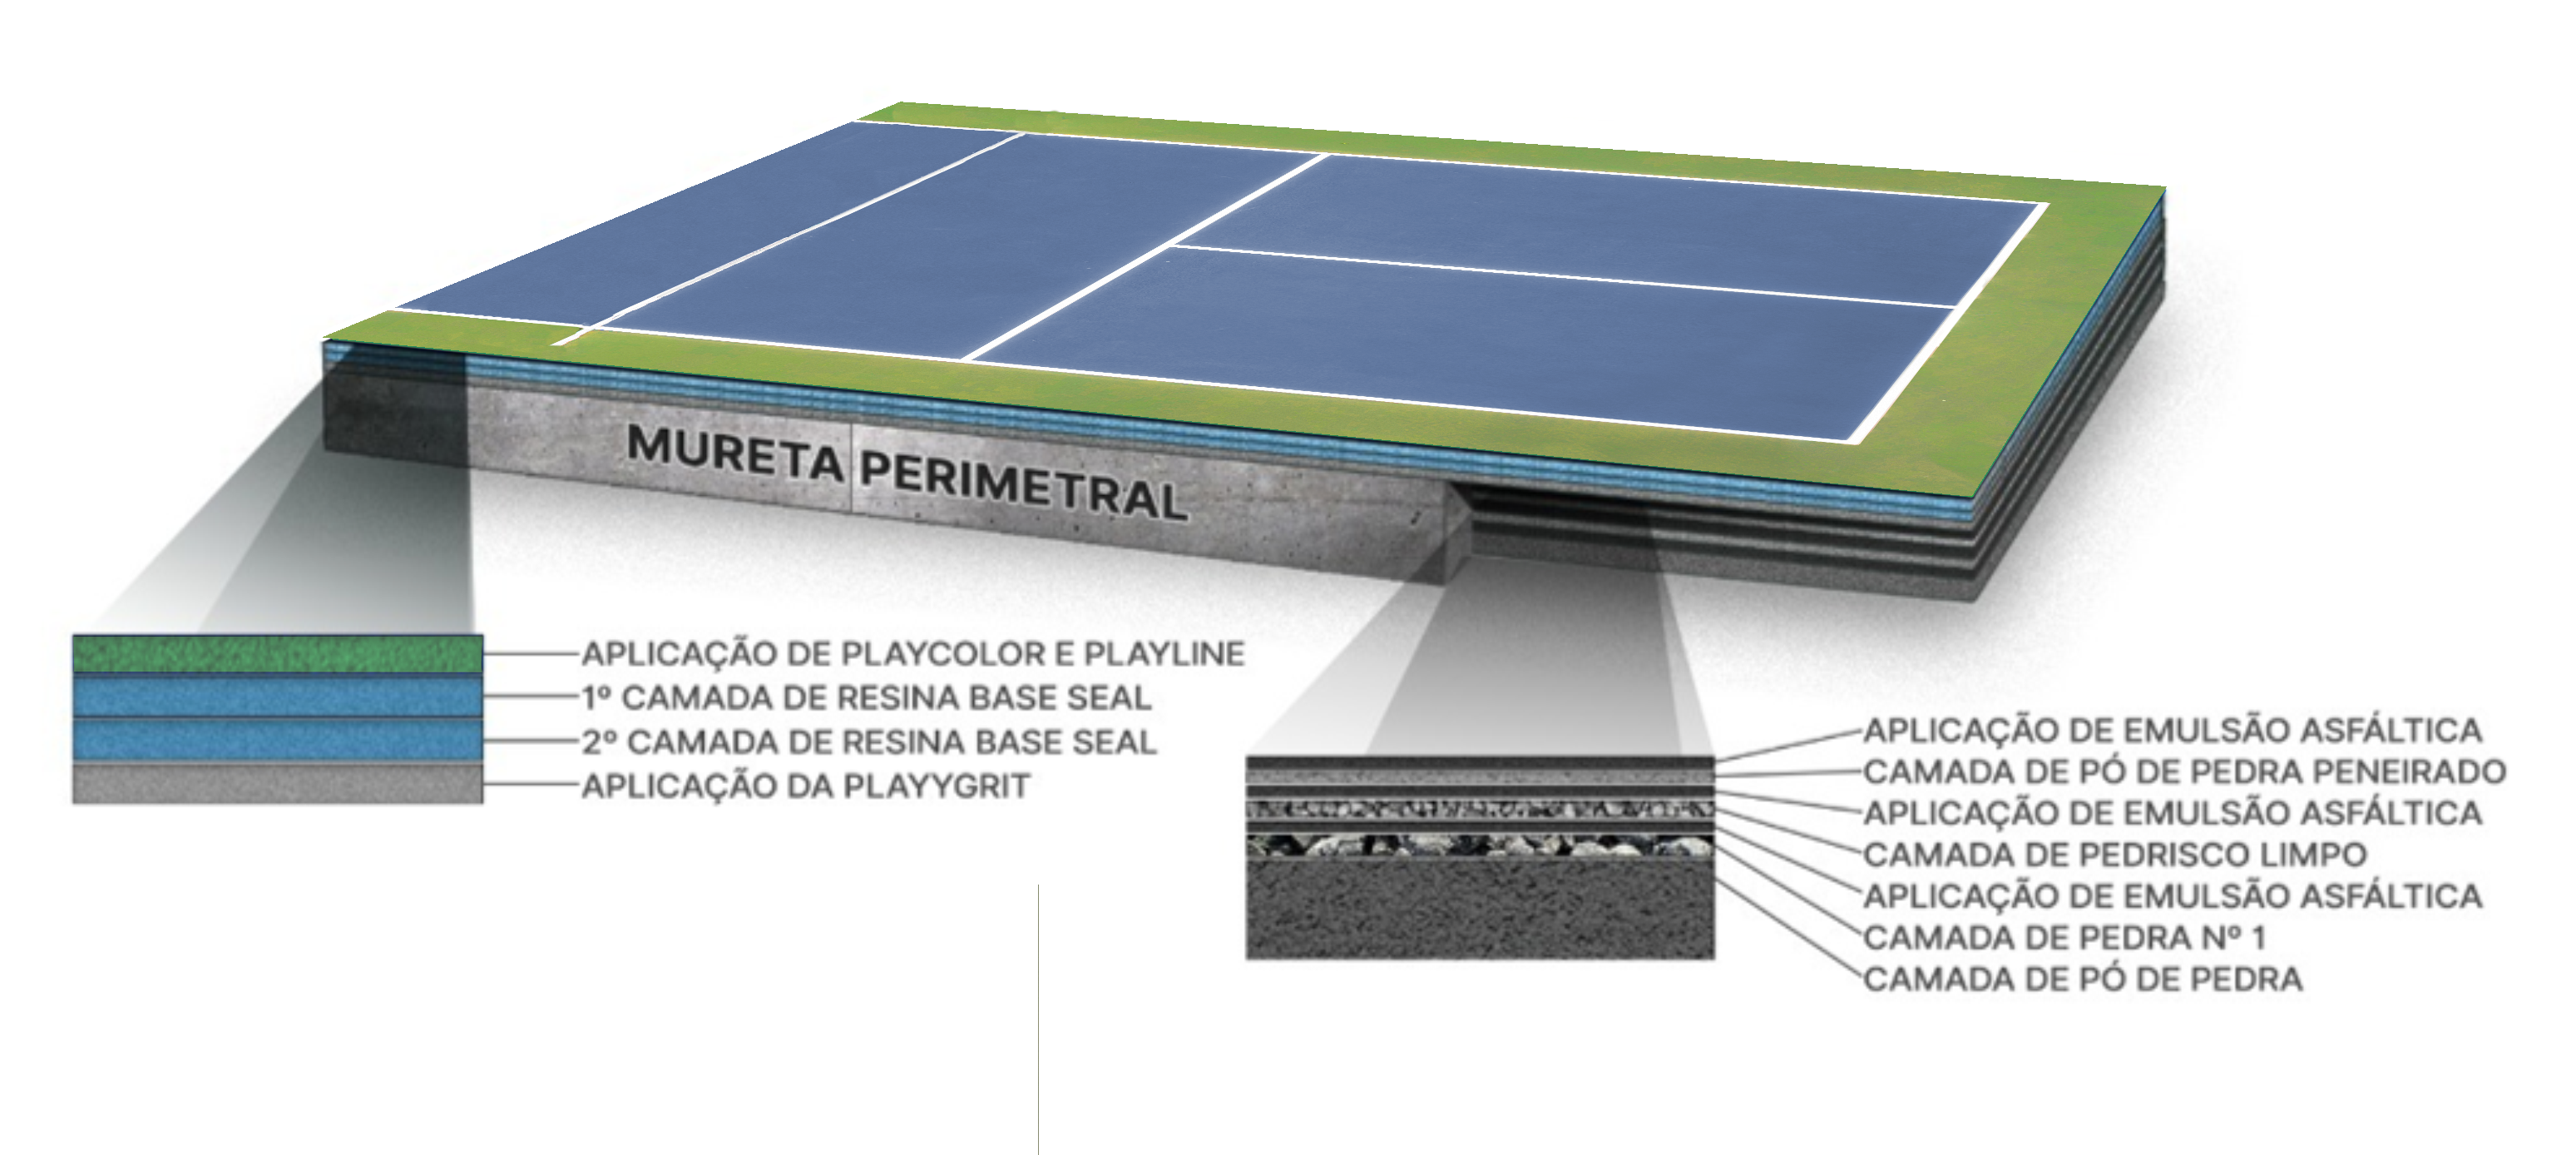 MURETA PERIMETRAL
APLICAÇÃO DE PLAYCOLOR E PLAYLINE
1º CAMADA DE RESINA BASE SEAL
2º CAMADA DE RESINA BASE SEAL
APLICAÇÃO DA PLAYYGRIT
APLICAÇÃO DE EMULSÃO ASFÁLTICA
CAMADA DE PÓ DE PEDRA PENEIRADO
APLICAÇÃO DE EMULSÃO ASFÁLTICA
CAMADA DE PEDRISCO LIMPO
APLICAÇÃO DE EMULSÃO ASFÁLTICA
CAMADA DE PEDRA Nº 1
CAMADA DE PÓ DE PEDRA